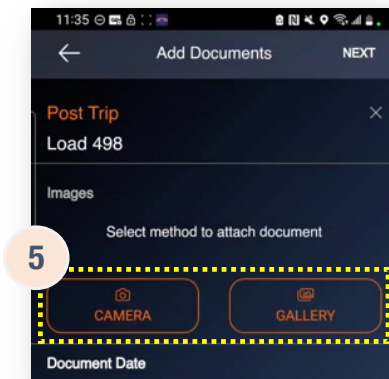 11:35
Add Documents
NEXT
Post Trip
Load 498
Images
Select method to attach document
5
CAMERA
GALLERY
Document Date